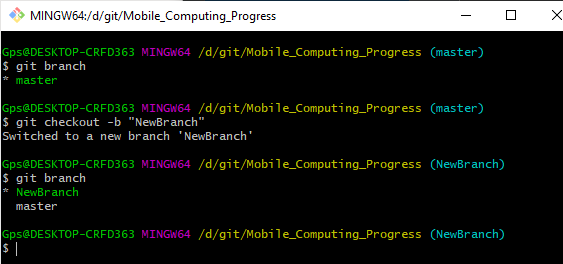 MINGW64:/d/git/Mobile_Computing_Progress
Gps@DESKTOP-CRFD363 MINGW64 /d/git/Mobile_Computing_Progress (master)
$ git branch
* master
Gps@DESKTOP-CRFD363 MINGW64 /d/git/Mobile_Computing_Progress (master)
$ git checkout -b "NewBranch"
Switched to a new branch 'NewBranch'
Gps@DESKTOP-CRFD363 MINGW64 /d/git/Mobile_Computing_Progress (NewBranch)
$ git branch
* NewBranch
  master
Gps@DESKTOP-CRFD363 MINGW64 /d/git/Mobile_Computing_Progress (NewBranch)
$